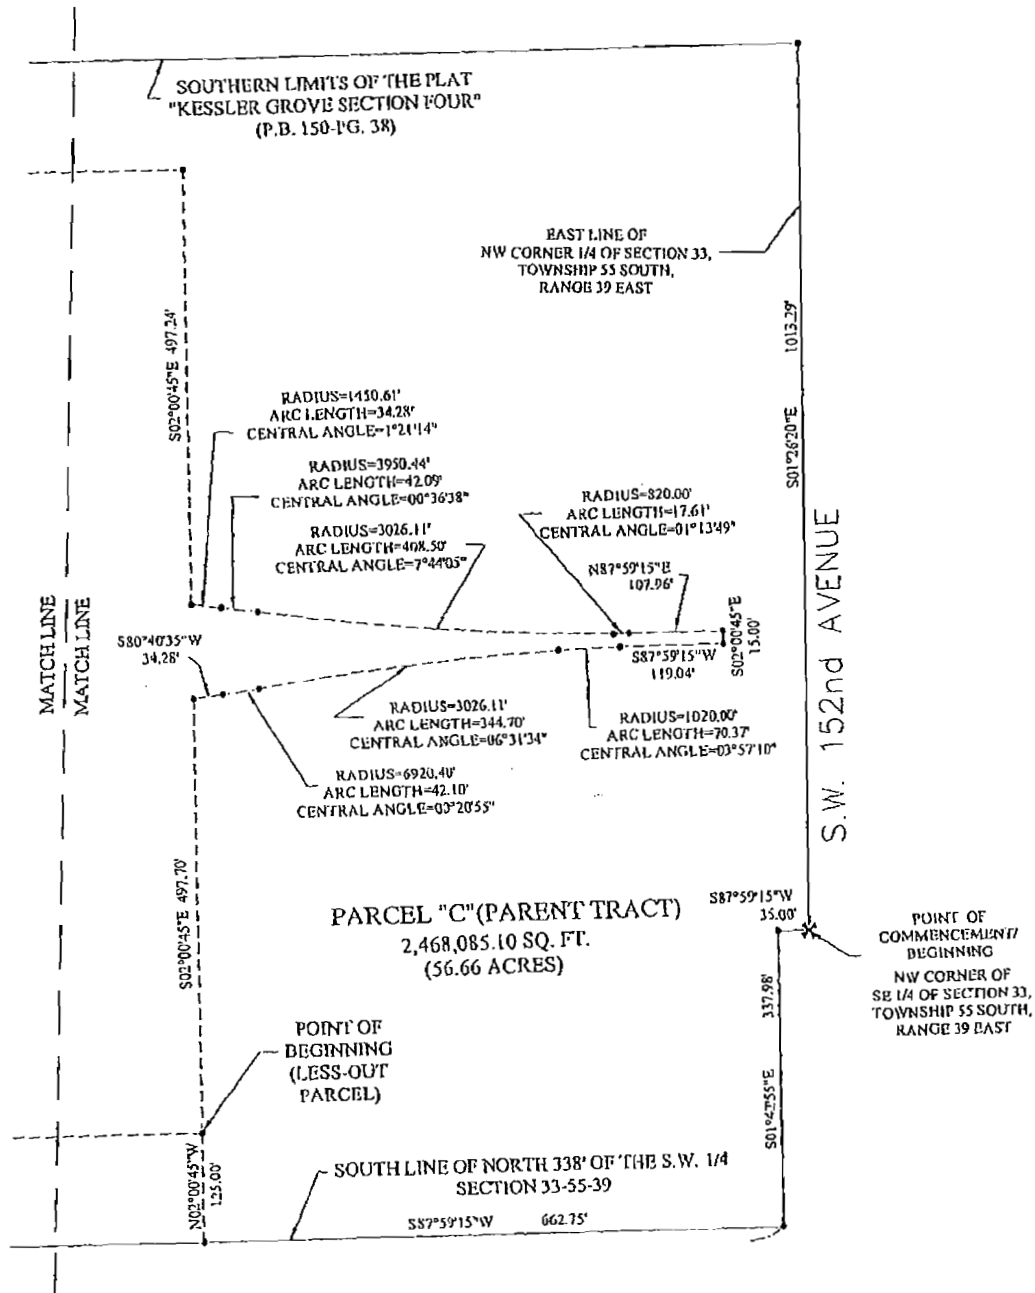 SOUTHERN LIMITS OF THE PLAT
"KESSLER GROVE SECTION FOUR"
(P.B. 150-PG. 38)
EAST LINE OF
NW CORNER 1/4 OF SECTION 33,
TOWNSHIP 55 SOUTH,
RANGE 39 EAST
1013.29'
S01°26'20"E
S02°00'45"E 497.24'
RADIUS=1450.61'
ARC LENGTH=34.28'
CENTRAL ANGLE=1°21'14"
RADIUS=3950.44'
ARC LENGTH=42.09'
CENTRAL ANGLE=00°36'38"
RADIUS=3026.11'
ARC LENGTH=408.50'
CENTRAL ANGLE=7°44'05"
RADIUS=820.00'
ARC LENGTH=17.61'
CENTRAL ANGLE=01°13'49"
N87°59'15"E
107.96'
S02°00'45"E
15.00'
S.W. 152nd AVENUE
MATCH LINE
MATCH LINE
S80°40'35"W
34.28'
S87°59'15"W
119.04'
RADIUS=3026.11'
ARC LENGTH=344.70'
CENTRAL ANGLE=06°31'34"
RADIUS=1020.00'
ARC LENGTH=70.37'
CENTRAL ANGLE=03°57'10"
RADIUS=6920.40'
ARC LENGTH=42.10'
CENTRAL ANGLE=00°20'55"
S02°00'45"E 497.70'
PARCEL "C"(PARENT TRACT)
2,468,085.10 SQ. FT.
(56.66 ACRES)
S87°59'15"W
35.00'
POINT OF
COMMENCEMENT/
BEGINNING
NW CORNER OF
SE 1/4 OF SECTION 33,
TOWNSHIP 55 SOUTH,
RANGE 39 EAST
337.98'
S01°42'55"E
POINT OF
BEGINNING
(LESS-OUT
PARCEL)
N02°00'45"W
125.00'
SOUTH LINE OF NORTH 338' OF THE S.W. 1/4
SECTION 33-55-39
S87°59'15"W 662.75'